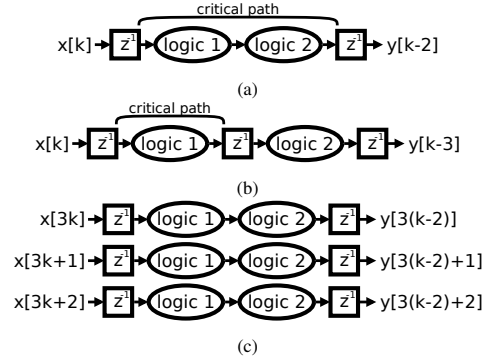 critical path
x[k] z⁻¹ logic 1 logic 2 z⁻¹ y[k-2]
(a)
critical path
x[k] z⁻¹ logic 1 z⁻¹ logic 2 z⁻¹ y[k-3]
(b)
x[3k] z⁻¹ logic 1 logic 2 z⁻¹ y[3(k-2)]
x[3k+1] z⁻¹ logic 1 logic 2 z⁻¹ y[3(k-2)+1]
x[3k+2] z⁻¹ logic 1 logic 2 z⁻¹ y[3(k-2)+2]
(c)